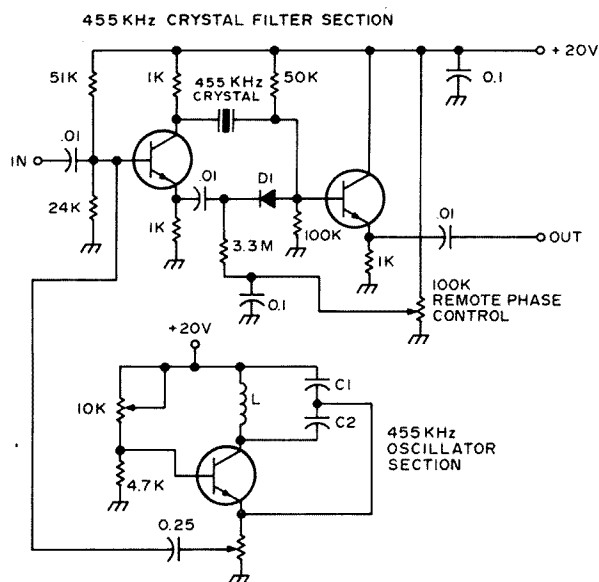 455 KHz CRYSTAL FILTER SECTION
+20V
51K
1K
455 KHz
CRYSTAL
50K
0.1
.01
IN
.01
D1
24K
1K
3.3M
100K
.01
OUT
1K
0.1
100K
REMOTE PHASE
CONTROL
+20V
10K
L
C1
C2
4.7K
455KHz
OSCILLATOR
SECTION
0.25